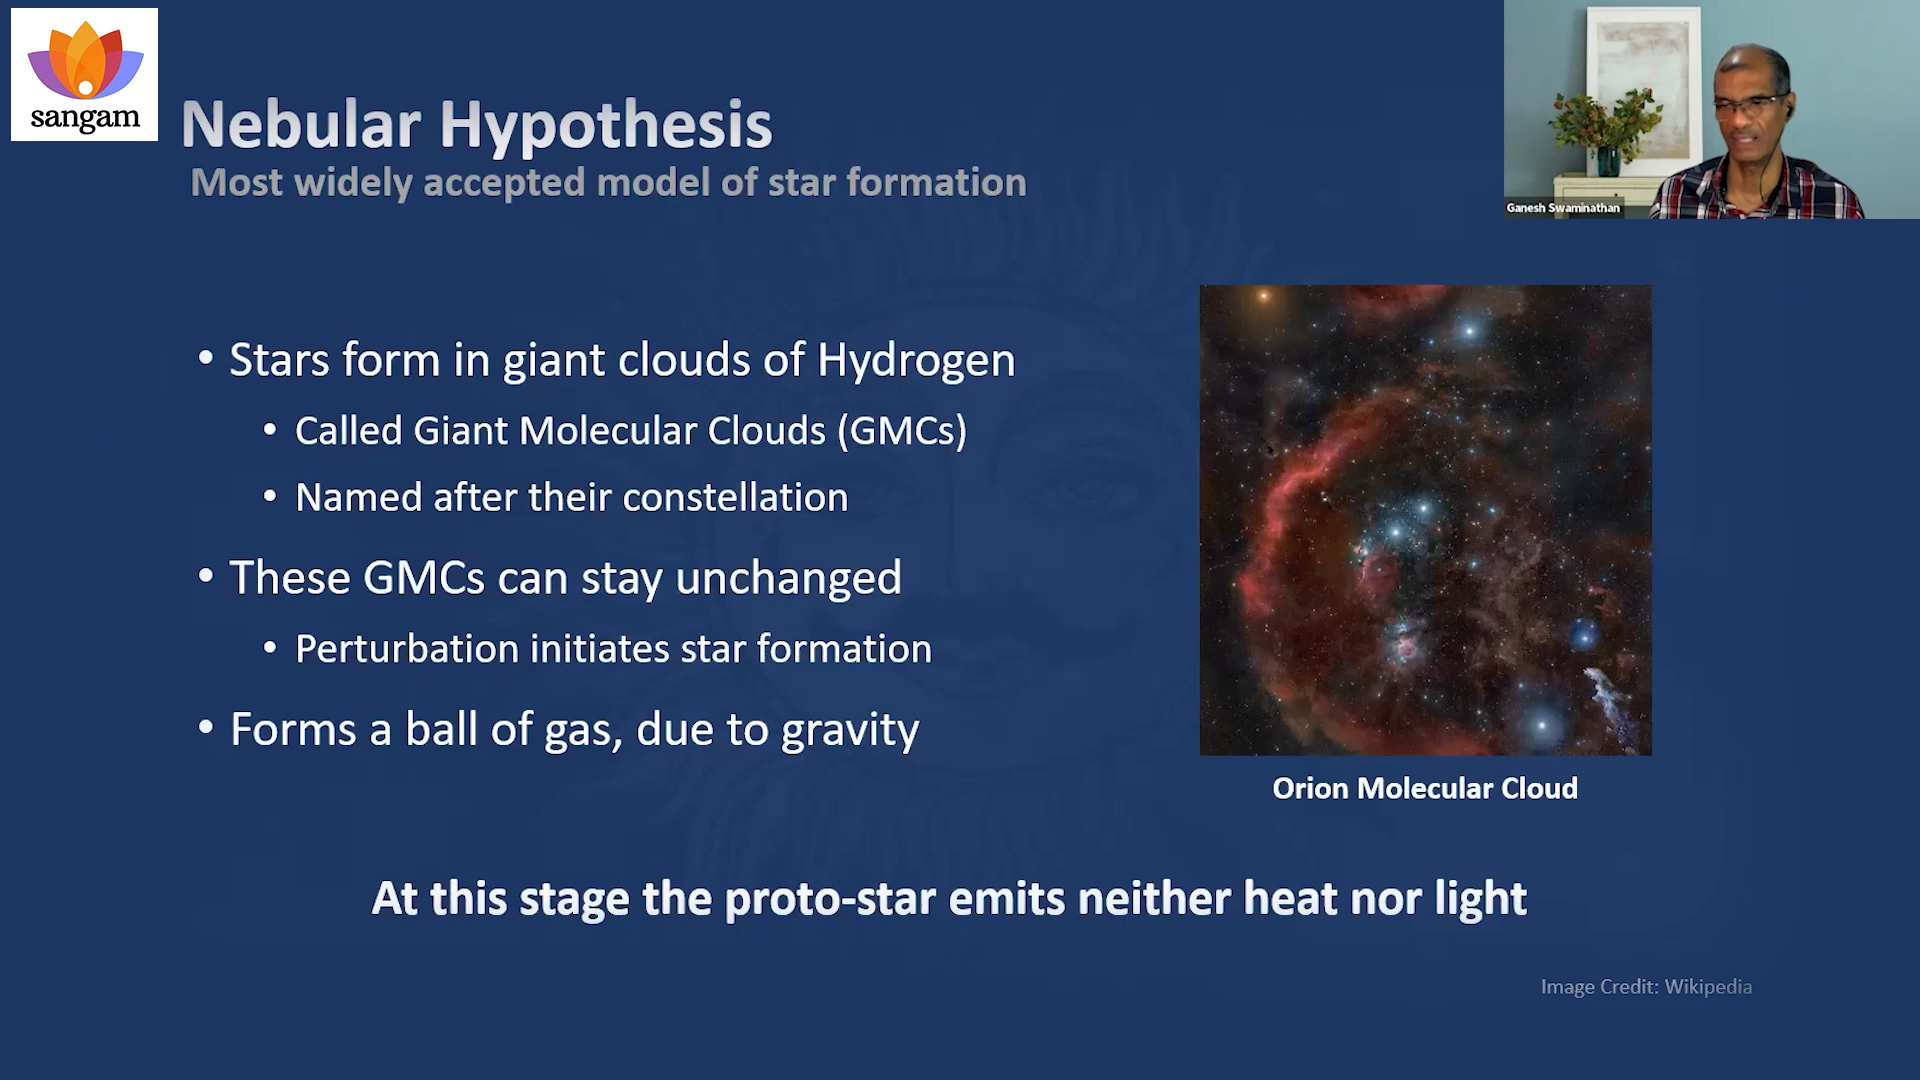 sangam
Nebular Hypothesis
Most widely accepted model of star formation
Ganesh Swaminathan
• Stars form in giant clouds of Hydrogen
• Called Giant Molecular Clouds (GMCs)
• Named after their constellation
• These GMCs can stay unchanged
• Perturbation initiates star formation
• Forms a ball of gas, due to gravity
Orion Molecular Cloud
At this stage the proto-star emits neither heat nor light
Image Credit: Wikipedia